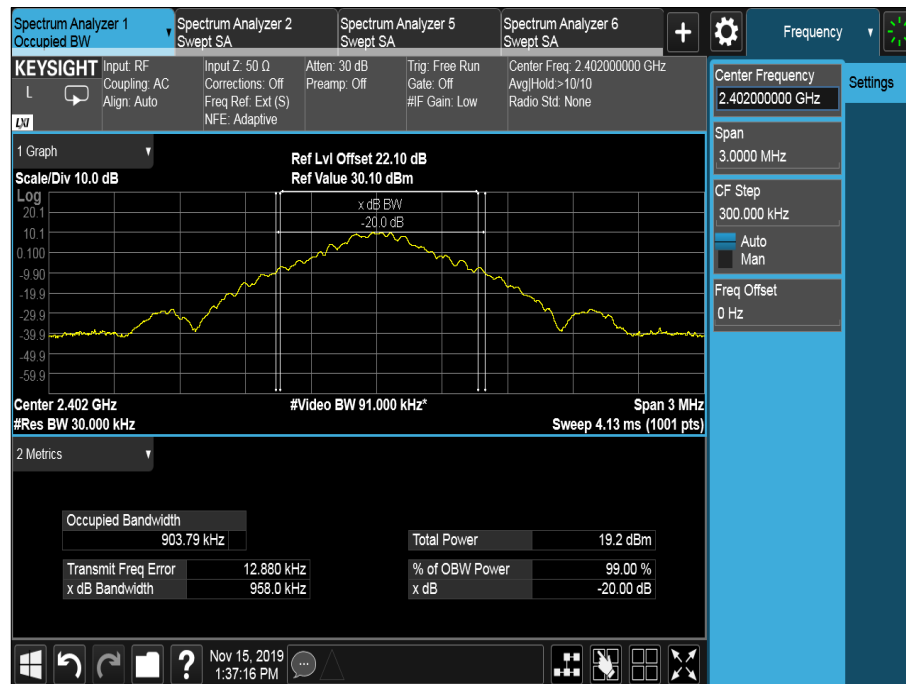 Spectrum Analyzer 1
Occupied BW
Spectrum Analyzer 2
Swept SA
Spectrum Analyzer 5
Swept SA
Spectrum Analyzer 6
Swept SA
+
Frequency
KEYSIGHT
L
LXI
Input: RF
Coupling: AC
Align: Auto
Input Z: 50 Ω
Corrections: Off
Freq Ref: Ext (S)
NFE: Adaptive
Atten: 30 dB
Preamp: Off
Trig: Free Run
Gate: Off
#IF Gain: Low
Center Freq: 2.402000000 GHz
Avg|Hold:>10/10
Radio Std: None
Center Frequency
2.402000000 GHz
Settings
Span
3.0000 MHz
CF Step
300.000 kHz
Auto
Man
Freq Offset
0 Hz
1 Graph
Scale/Div 10.0 dB
Ref Lvl Offset 22.10 dB
Ref Value 30.10 dBm
Log
x dB BW
-20.0 dB
20.1
10.1
0.100
-9.90
-19.9
-29.9
-39.9
-49.9
-59.9
Center 2.402 GHz
#Video BW 91.000 kHz*
Span 3 MHz
#Res BW 30.000 kHz
Sweep 4.13 ms (1001 pts)
2 Metrics
Occupied Bandwidth
903.79 kHz
Total Power 19.2 dBm
Transmit Freq Error 12.880 kHz
% of OBW Power 99.00 %
x dB Bandwidth 958.0 kHz
x dB -20.00 dB
?
Nov 15, 2019
1:37:16 PM